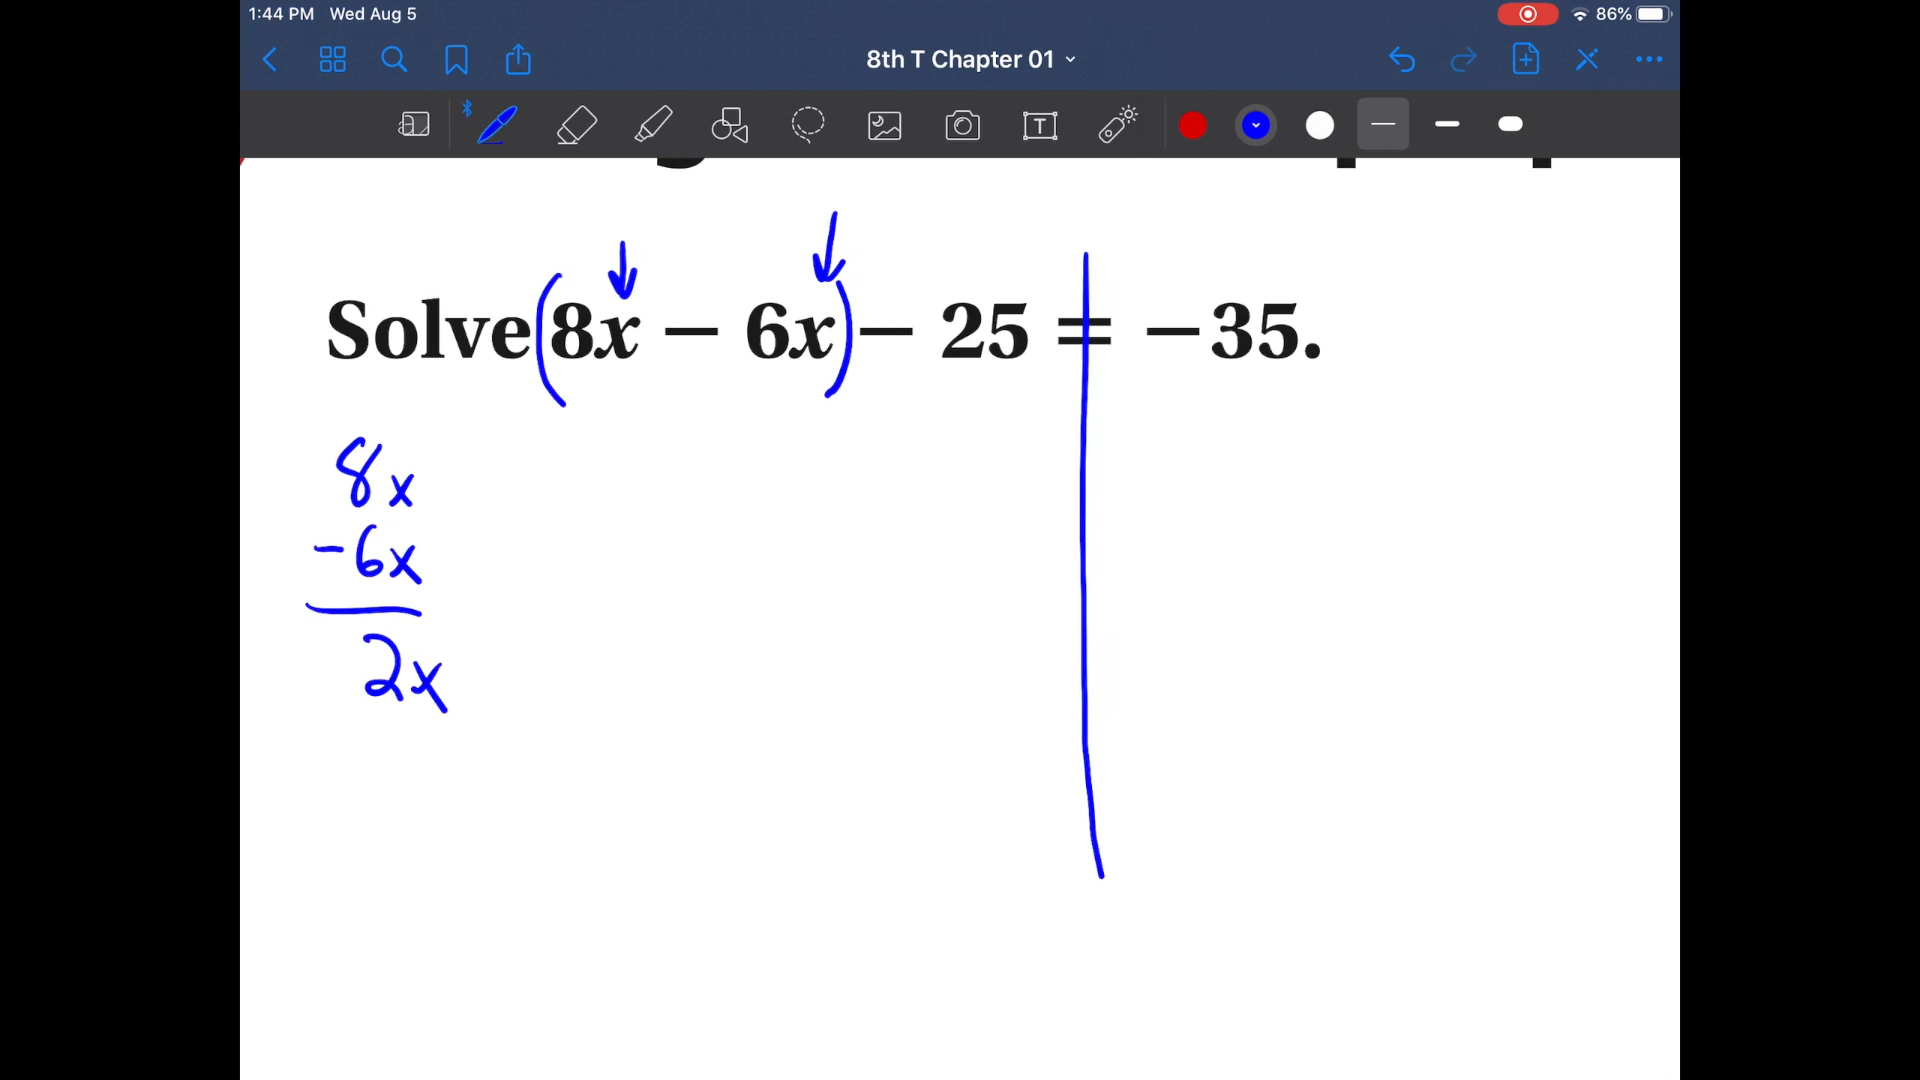 1:44 PM Wed Aug 5
86%
8th T Chapter 01
T
Solve (8x − 6x) − 25 = −35.
8x
-6x
2x